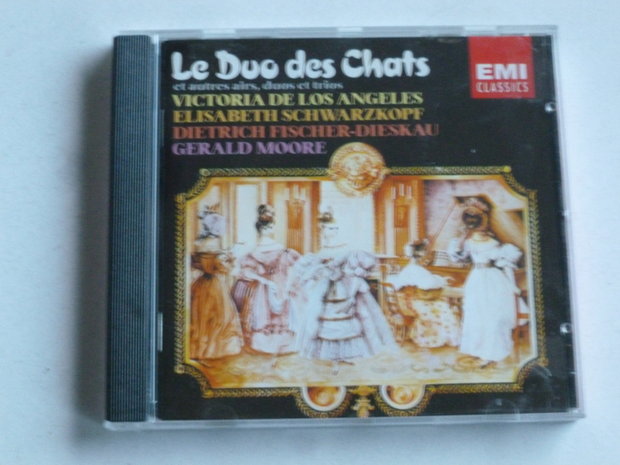 Le Duo des Chats
et autres airs, duos et trios
VICTORIA DE LOS ANGELES
ELISABETH SCHWARZKOPF
DIETRICH FISCHER-DIESKAU
GERALD MOORE
EMI
CLASSICS